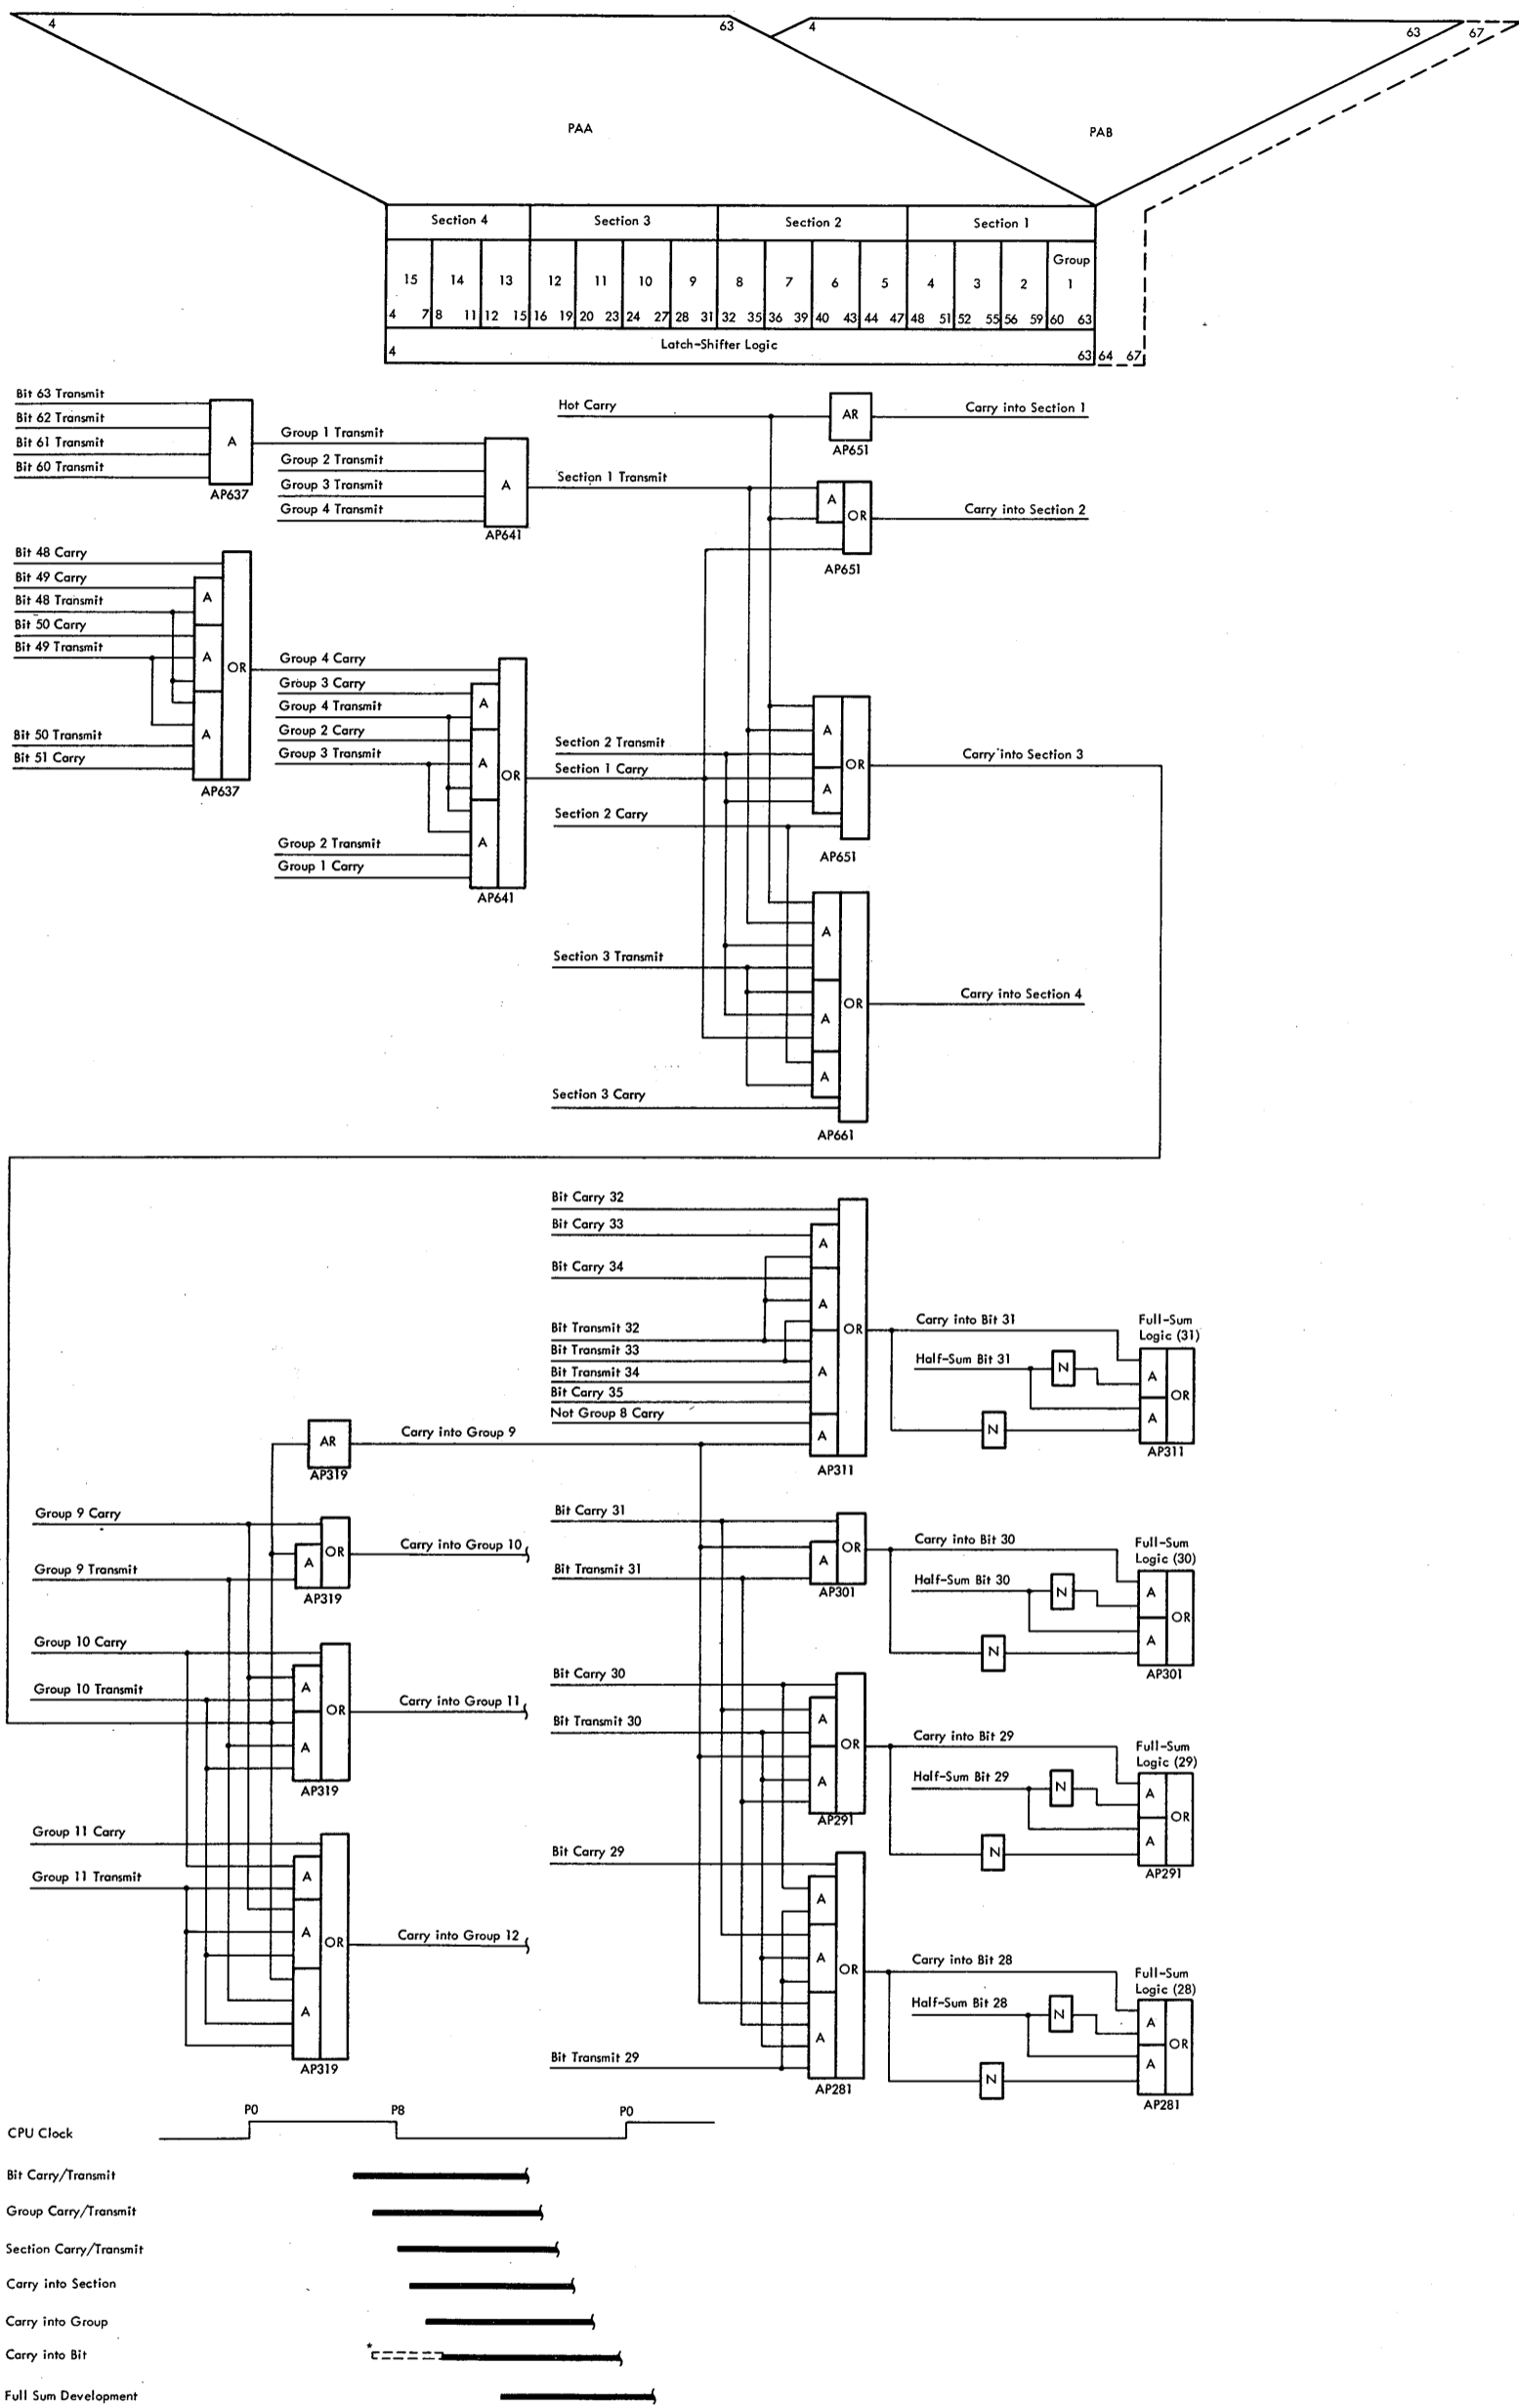 4 63 4 63 67
PAA PAB
Section 4 Section 3 Section 2 Section 1
Group
15 14 13 12 11 10 9 8 7 6 5 4 3 2 1
4 7 8 11 12 15 16 19 20 23 24 27 28 31 32 35 36 39 40 43 44 47 48 51 52 55 56 59 60 63
Latch-Shifter Logic
4 63 64 67
Bit 63 Transmit
Bit 62 Transmit
Bit 61 Transmit
Bit 60 Transmit
A
AP637
Group 1 Transmit
Group 2 Transmit
Group 3 Transmit
Group 4 Transmit
A
AP641
Hot Carry
AR
AP651
Carry into Section 1
Section 1 Transmit
A
OR
AP651
Carry into Section 2
Bit 48 Carry
Bit 49 Carry
Bit 48 Transmit
Bit 50 Carry
Bit 49 Transmit
Bit 50 Transmit
Bit 51 Carry
A
A
A
OR
AP637
Group 4 Carry
Group 3 Carry
Group 4 Transmit
Group 2 Carry
Group 3 Transmit
Group 2 Transmit
Group 1 Carry
A
A
A
OR
AP641
Section 2 Transmit
Section 1 Carry
Section 2 Carry
A
A
OR
AP651
Carry into Section 3
Section 3 Transmit
Section 3 Carry
A
A
A
OR
AP661
Carry into Section 4
Bit Carry 32
Bit Carry 33
Bit Carry 34
Bit Transmit 32
Bit Transmit 33
Bit Transmit 34
Bit Carry 35
Not Group 8 Carry
A
A
A
A
OR
AP311
Carry into Bit 31
Half-Sum Bit 31
N
N
Full-Sum
Logic (31)
A
A
OR
AP311
AR
AP319
Carry into Group 9
Group 9 Carry
Group 9 Transmit
A
OR
AP319
Carry into Group 10
Bit Carry 31
Bit Transmit 31
A
OR
AP301
Carry into Bit 30
Half-Sum Bit 30
N
N
Full-Sum
Logic (30)
A
A
OR
AP301
Group 10 Carry
Group 10 Transmit
A
A
OR
AP319
Carry into Group 11
Bit Carry 30
Bit Transmit 30
A
A
OR
AP291
Carry into Bit 29
Half-Sum Bit 29
N
N
Full-Sum
Logic (29)
A
A
OR
AP291
Group 11 Carry
Group 11 Transmit
A
A
A
OR
AP319
Carry into Group 12
Bit Carry 29
Bit Transmit 29
A
A
A
OR
AP281
Carry into Bit 28
Half-Sum Bit 28
N
N
Full-Sum
Logic (28)
A
A
OR
AP281
P0 P8 P0
CPU Clock
Bit Carry/Transmit
Group Carry/Transmit
Section Carry/Transmit
Carry into Section
Carry into Group
*
Carry into Bit
Full Sum Development